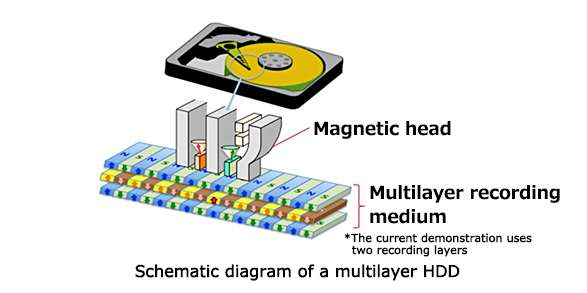 Magnetic head
N S N S N S N S
Multilayer recording
medium
*The current demonstration uses
two recording layers
Schematic diagram of a multilayer HDD